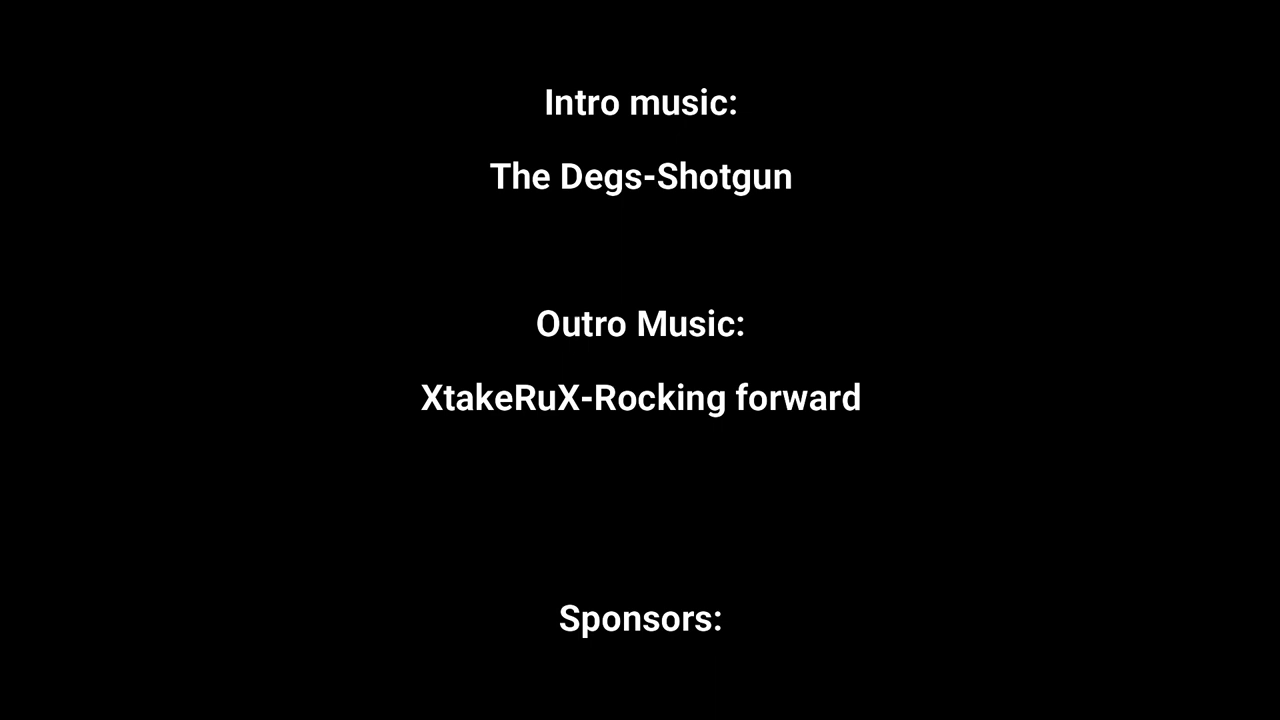 Intro music:
The Degs-Shotgun
Outro Music:
XtakeRuX-Rocking forward
Sponsors: